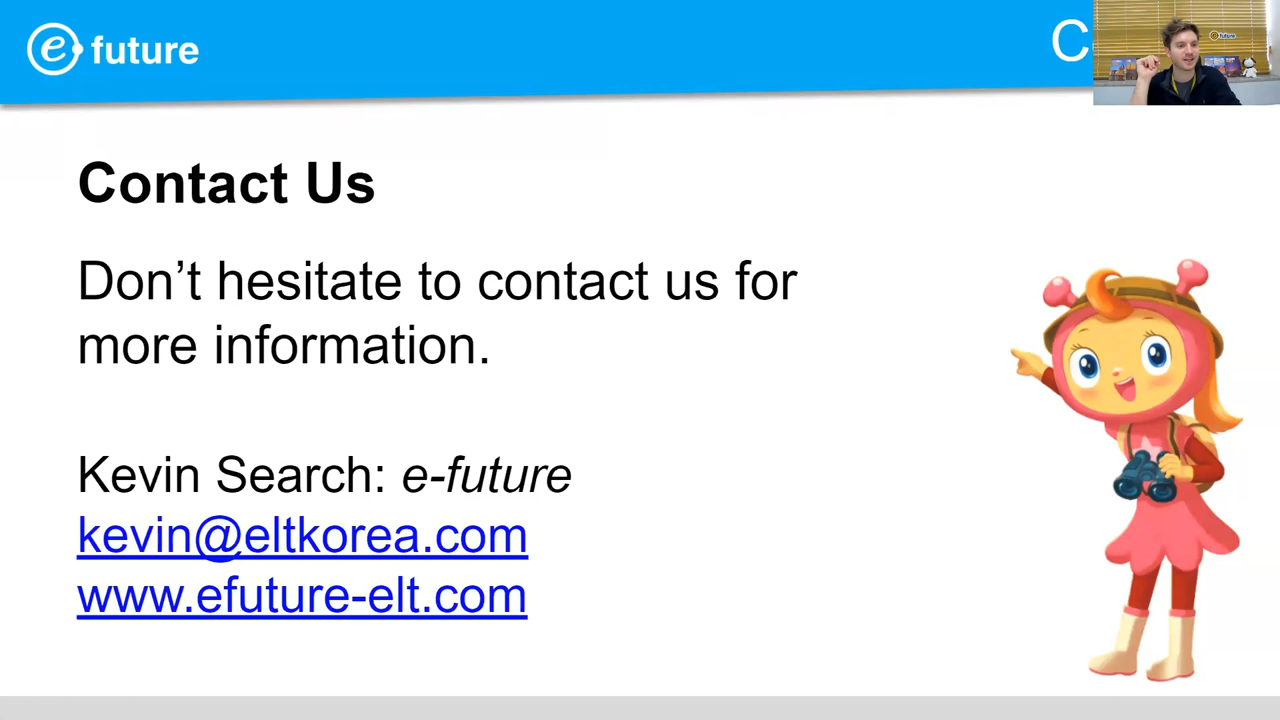 e future
C
Contact Us
Don’t hesitate to contact us for
more information.
Kevin Search: e-future
kevin@eltkorea.com
www.efuture-elt.com